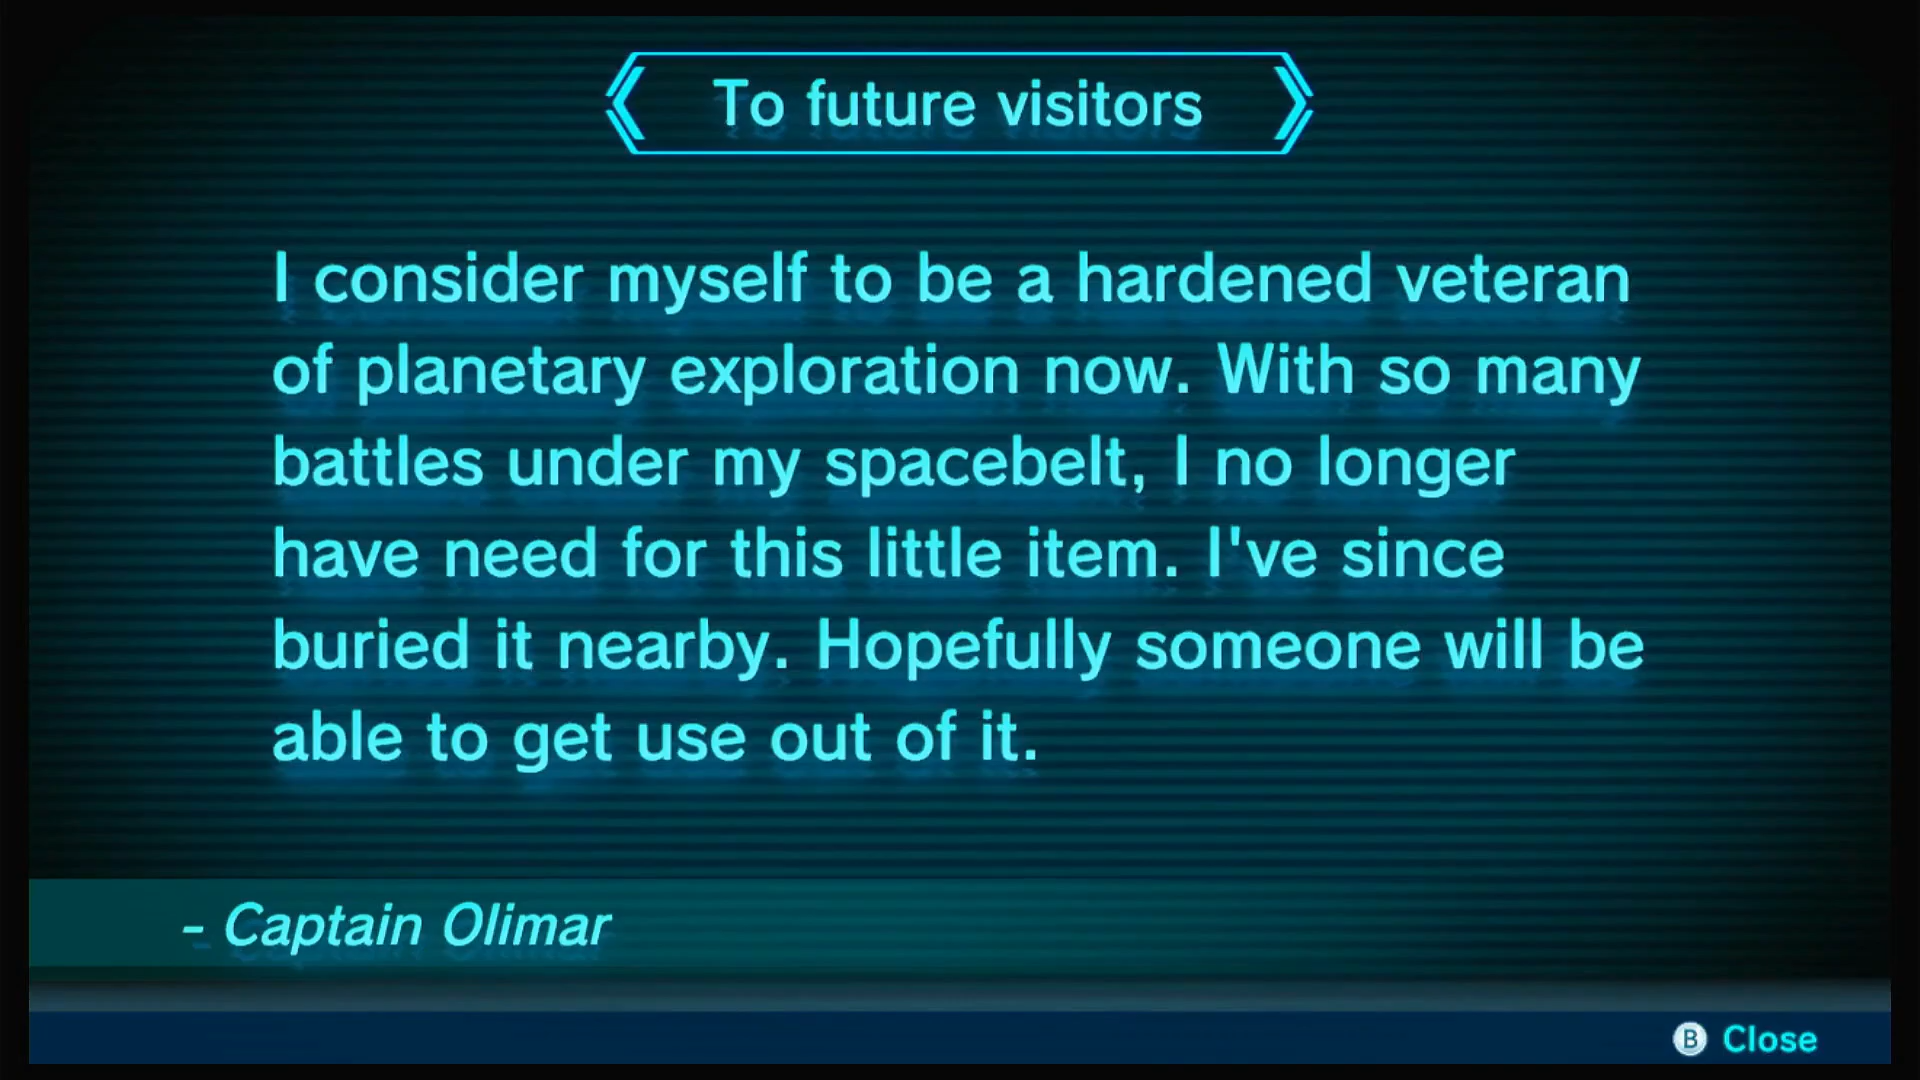 To future visitors
I consider myself to be a hardened veteran
of planetary exploration now. With so many
battles under my spacebelt, I no longer
have need for this little item. I've since
buried it nearby. Hopefully someone will be
able to get use out of it.
- Captain Olimar
B Close